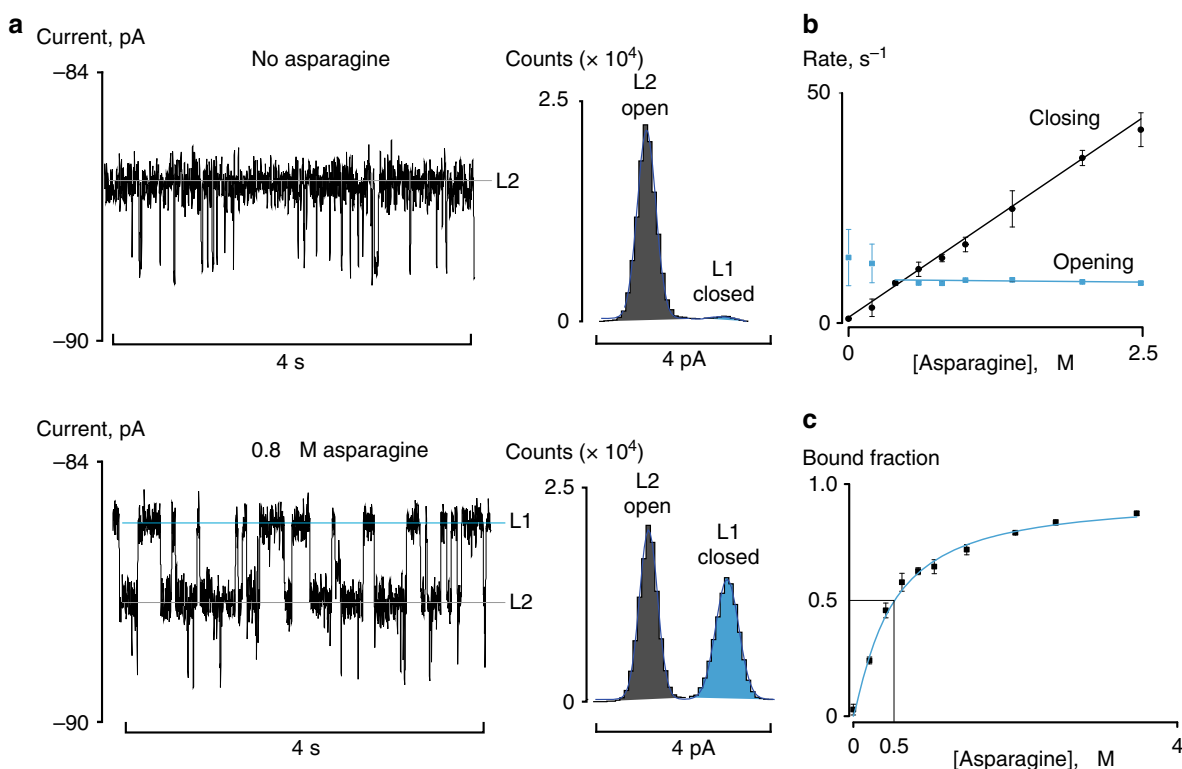 a
Current, pA
No asparagine
–84
L2
–90
4 s
Counts (× 10⁴)
L2
open
2.5
L1
closed
0
4 pA
b
Rate, s⁻¹
50
Closing
Opening
0
0
2.5
[Asparagine], M
Current, pA
0.8 M asparagine
–84
L1
L2
–90
4 s
Counts (× 10⁴)
2.5
L2
open
L1
closed
0
4 pA
c
Bound fraction
1.0
0.5
0
0
0.5
4
[Asparagine], M